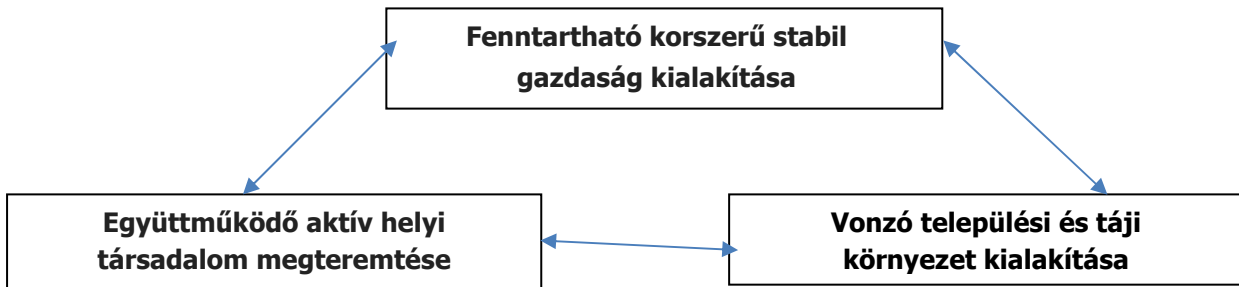 Fenntartható korszerű stabil
gazdaság kialakítása
Együttműködő aktív helyi
társadalom megteremtése
Vonzó települési és táji
környezet kialakítása